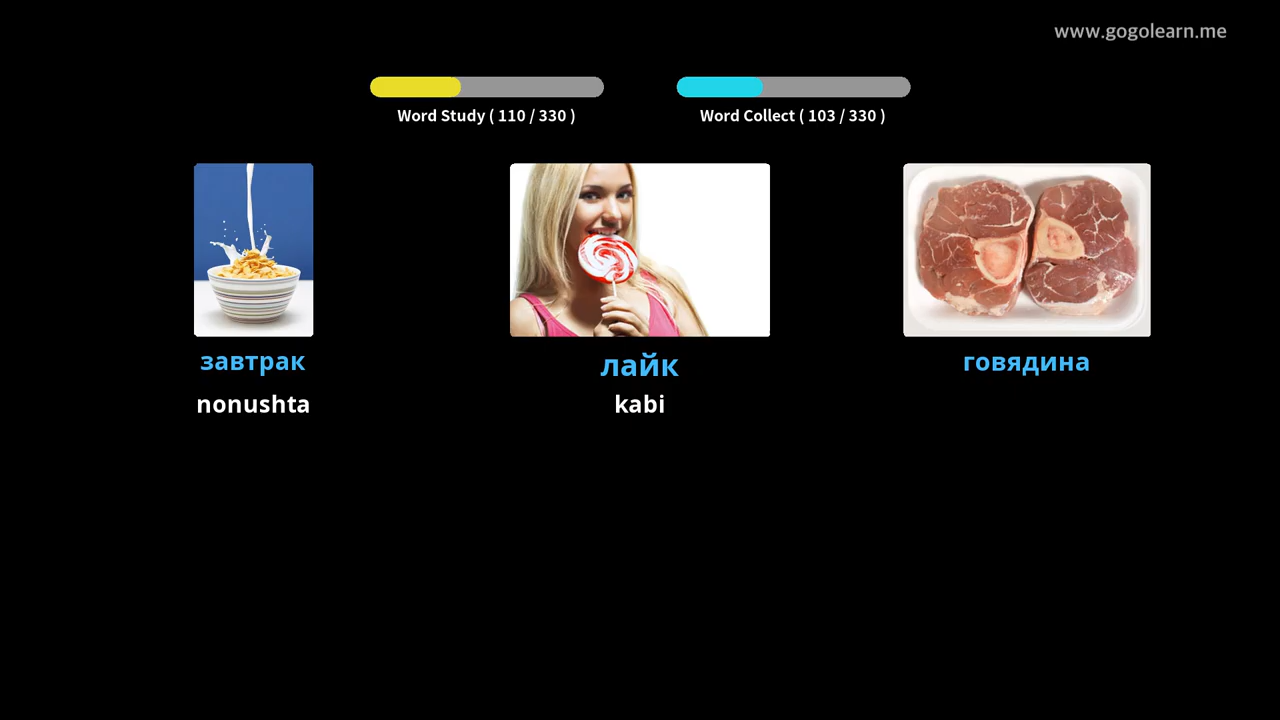 www.gogolearn.me
Word Study ( 110 / 330 )
Word Collect ( 103 / 330 )
завтрак
nonushta
лайк
kabi
говядина